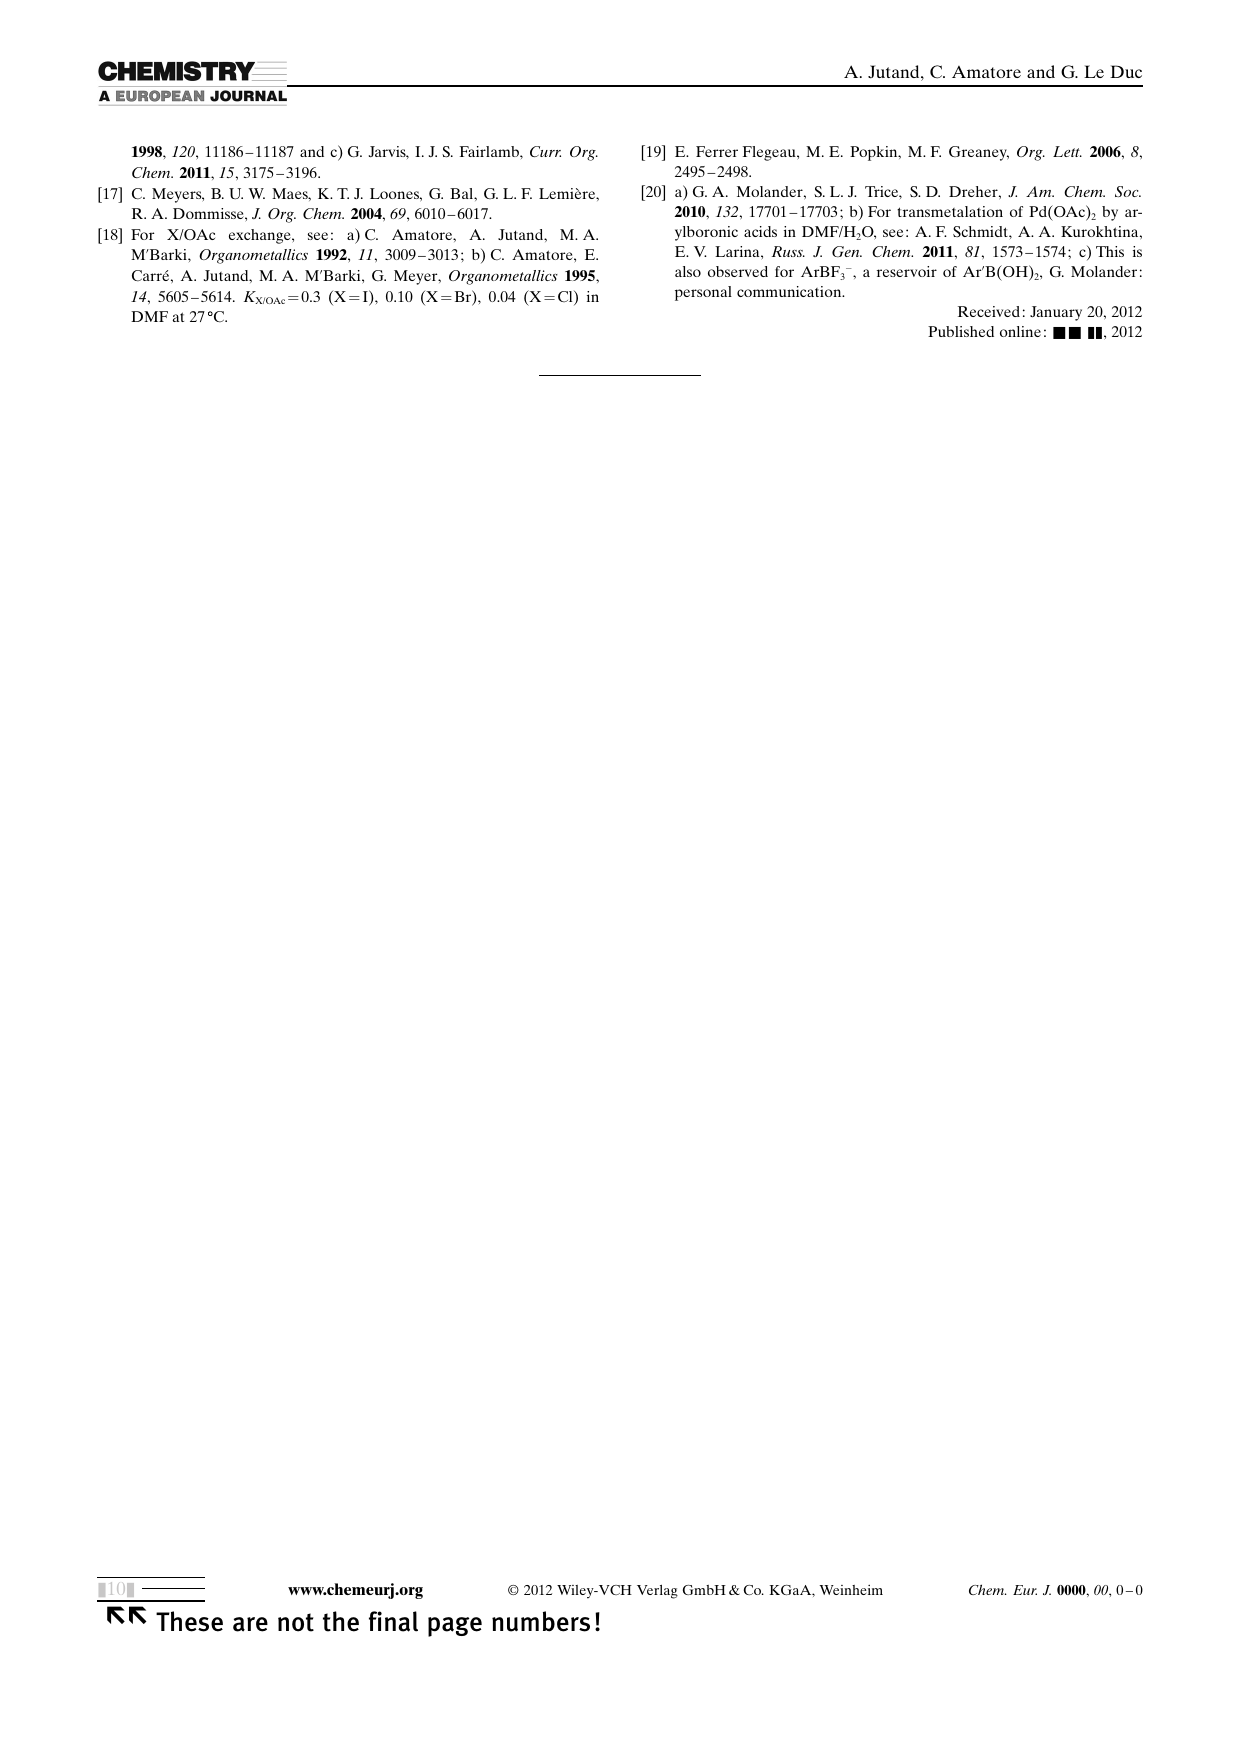 CHEMISTRY
A EUROPEAN JOURNAL
A. Jutand, C. Amatore and G. Le Duc
1998, 120, 11186–11187 and c) G. Jarvis, I. J. S. Fairlamb, Curr. Org.
Chem. 2011, 15, 3175–3196.
[17] C. Meyers, B. U. W. Maes, K. T. J. Loones, G. Bal, G. L. F. Lemière,
R. A. Dommisse, J. Org. Chem. 2004, 69, 6010–6017.
[18] For X/OAc exchange, see: a) C. Amatore, A. Jutand, M. A.
M′Barki, Organometallics 1992, 11, 3009–3013; b) C. Amatore, E.
Carré, A. Jutand, M. A. M′Barki, G. Meyer, Organometallics 1995,
14, 5605–5614. KX/OAc=0.3 (X=I), 0.10 (X=Br), 0.04 (X=Cl) in
DMF at 27 °C.
[19] E. Ferrer Flegeau, M. E. Popkin, M. F. Greaney, Org. Lett. 2006, 8,
2495–2498.
[20] a) G. A. Molander, S. L. J. Trice, S. D. Dreher, J. Am. Chem. Soc.
2010, 132, 17701–17703; b) For transmetalation of Pd(OAc)₂ by ar-
ylboronic acids in DMF/H₂O, see: A. F. Schmidt, A. A. Kurokhtina,
E. V. Larina, Russ. J. Gen. Chem. 2011, 81, 1573–1574; c) This is
also observed for ArBF₃⁻, a reservoir of Ar′B(OH)₂, G. Molander:
personal communication.
Received: January 20, 2012
Published online: ■■ ▮▮, 2012
▮10▮
www.chemeurj.org
© 2012 Wiley-VCH Verlag GmbH & Co. KGaA, Weinheim
Chem. Eur. J. 0000, 00, 0–0
These are not the final page numbers!